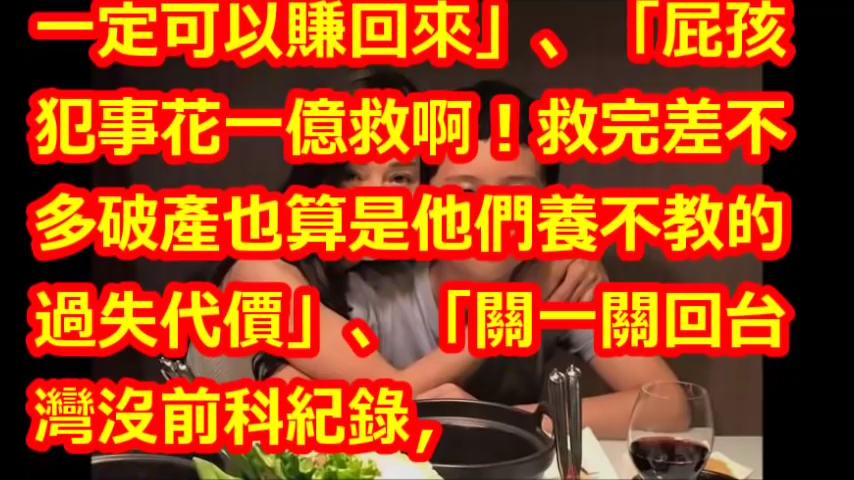 一定可以賺回來」、「屁孩
犯事花一億救啊！救完差不
多破產也算是他們養不教的
過失代價」、「關一關回台
灣沒前科紀錄,